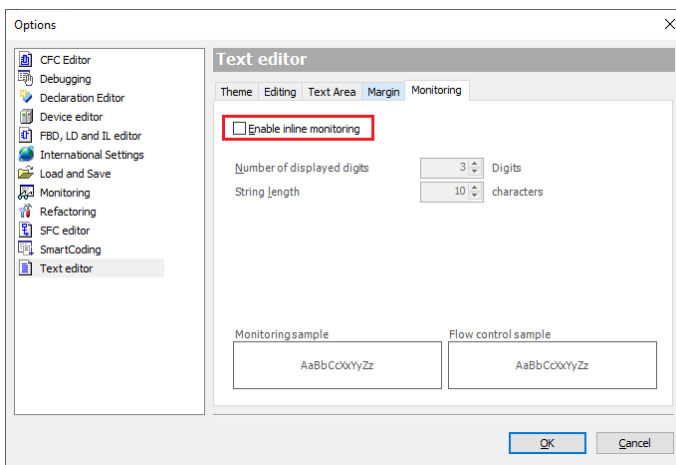 Options
CFC Editor
Debugging
Declaration Editor
Device editor
FBD, LD and IL editor
International Settings
Load and Save
Monitoring
Refactoring
SFC editor
SmartCoding
Text editor
Text editor
Theme Editing Text Area Margin Monitoring
Enable inline monitoring
Number of displayed digits 3 Digits
String length 10 characters
Monitoring sample Flow control sample
AaBbCcXxYyZz AaBbCcXxYyZz
OK Cancel